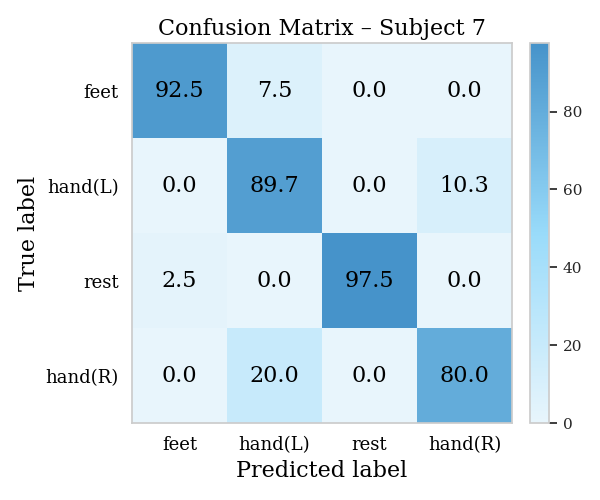 Confusion Matrix – Subject 7
True label
feet 92.5 7.5 0.0 0.0
hand(L) 0.0 89.7 0.0 10.3
rest 2.5 0.0 97.5 0.0
hand(R) 0.0 20.0 0.0 80.0
feet hand(L) rest hand(R)
Predicted label
80
60
40
20
0